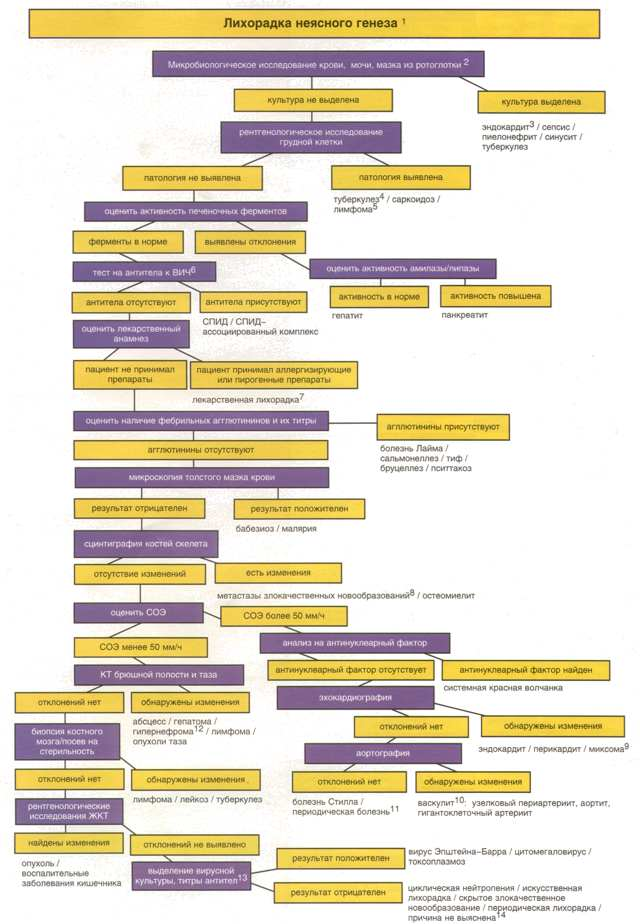 Лихорадка неясного генеза 1
Микробиологическое исследование крови, мочи, мазка из ротоглотки 2
культура не выделена
культура выделена
эндокардит3 / сепсис /
пиелонефрит / синусит /
туберкулез
рентгенологическое исследование
грудной клетки
патология не выявлена
патология выявлена
туберкулез4 / саркоидоз /
лимфома5
оценить активность печеночных ферментов
ферменты в норме
выявлены отклонения
тест на антитела к ВИЧ6
оценить активность амилазы/липазы
антитела отсутствуют
антитела присутствуют
СПИД / СПИД–
ассоциированный комплекс
активность в норме
гепатит
активность повышена
панкреатит
оценить лекарственный
анамнез
пациент не принимал
препараты
пациент принимал аллергизирующие
или пирогенные препараты
лекарственная лихорадка7
оценить наличие фебрильных агглютининов и их титры
агглютинины присутствуют
болезнь Лайма /
сальмонеллез / тиф /
бруцеллез / пситтакоз
агглютинины отсутствуют
микроскопия толстого мазка крови
результат отрицателен
результат положителен
бабезиоз / малярия
сцинтиграфия костей скелета
отсутствие изменений
есть изменения
метастазы злокачественных новообразований8 / остеомиелит
оценить СОЭ
СОЭ более 50 мм/ч
СОЭ менее 50 мм/ч
анализ на антинуклеарный фактор
КТ брюшной полости и таза
антинуклеарный фактор отсутствует
антинуклеарный фактор найден
системная красная волчанка
отклонений нет
обнаружены изменения
абсцесс / гепатома /
гипернефрома12 / лимфома /
опухоли таза
эхокардиография
отклонений нет
обнаружены изменения
эндокардит / перикардит / миксома9
биопсия костного
мозга/посев на
стерильность
аортография
отклонений нет
обнаружены изменения
лимфома / лейкоз / туберкулез
отклонений нет
болезнь Стилла /
периодическая болезнь11
обнаружены изменения
васкулит10, узелковый периартериит, аортит,
гигантоклеточный артериит
рентгенологические
исследования ЖКТ
найдены изменения
опухоль /
воспалительные
заболевания кишечника
отклонений не выявлено
выделение вирусной
культуры, титры антител13
результат положителен
вирус Эпштейна–Барра / цитомегаловирус /
токсоплазмоз
результат отрицателен
циклическая нейтропения / искусственная
лихорадка / скрытое злокачественное
новообразование / периодическая лихорадка /
причина не выяснена14